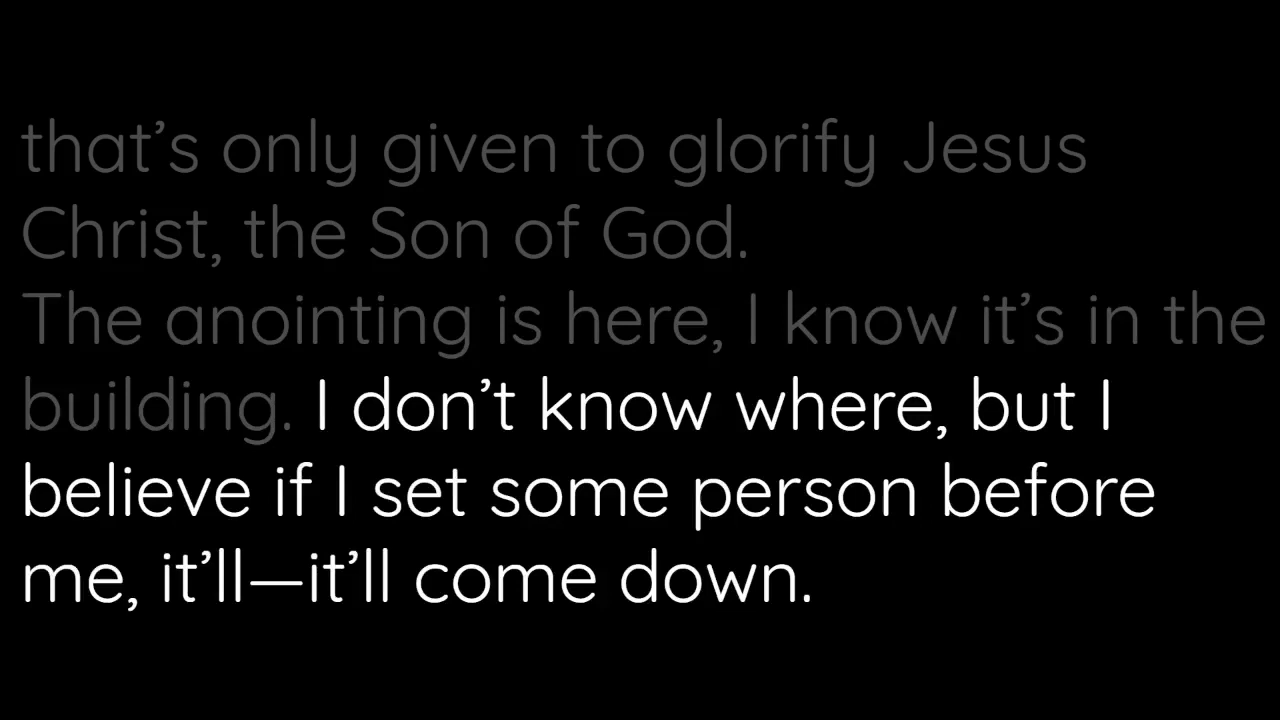 that’s only given to glorify Jesus
Christ, the Son of God.
The anointing is here, I know it’s in the
building. I don’t know where, but I
believe if I set some person before
me, it’ll—it’ll come down.